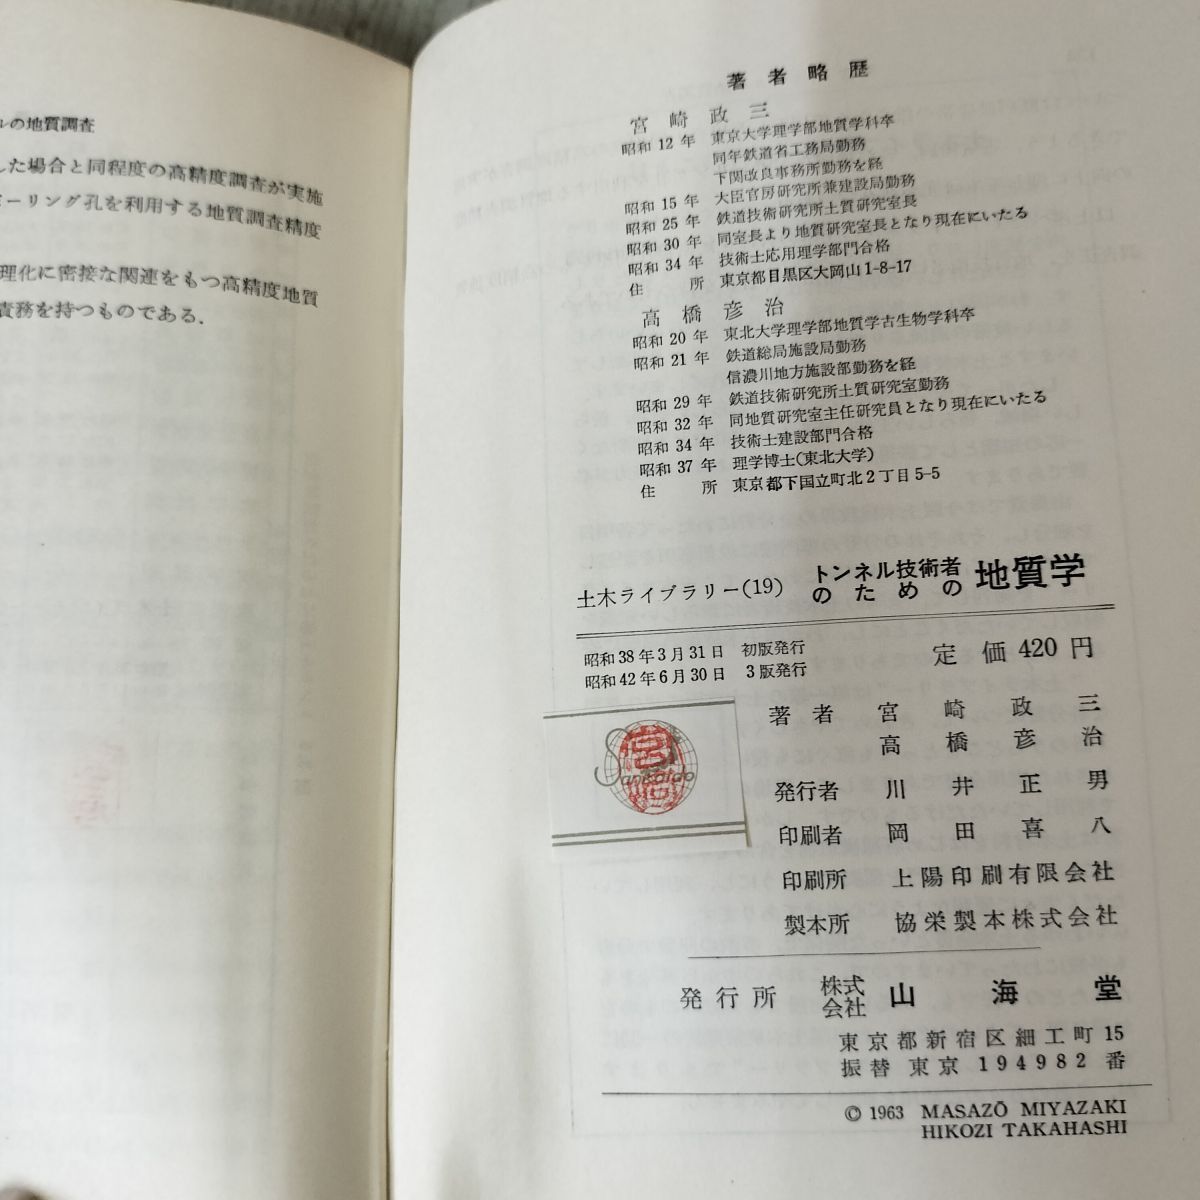 ルの地質調査
した場合と同程度の高精度調査が実施
ボーリング孔を利用する地質調査精度
理化に密接な関連をもつ高精度地質
責務を持つものである．
著者略歴
宮崎政三
昭和12年 東京大学理学部地質学科卒
同年鉄道省工務局勤務
下関改良事務所勤務を経
昭和15年 大臣官房研究所兼建設局勤務
昭和25年 鉄道技術研究所土質研究室長
昭和30年 同室長より地質研究室長となり現在にいたる
昭和34年 技術士応用理学部門合格
住所 東京都目黒区大岡山1-8-17
高橋彦治
昭和20年 東北大学理学部地質学古生物学科卒
昭和21年 鉄道総局施設局勤務
信濃川地方施設部勤務を経
昭和29年 鉄道技術研究所土質研究室勤務
昭和32年 同地質研究室主任研究員となり現在にいたる
昭和34年 技術士建設部門合格
昭和37年 理学博士(東北大学)
住所 東京都下国立町北2丁目5-5
土木ライブラリー(19) トンネル技術者のための 地質学
昭和38年3月31日 初版発行
昭和42年6月30日 3版発行
定価420円
著者 宮崎政三
高橋彦治
発行者 川井正男
印刷者 岡田喜八
印刷所 上陽印刷有限会社
製本所 協栄製本株式会社
Sankaido
発行所 株式会社 山海堂
東京都新宿区細工町15
振替東京194982番
© 1963 MASAZŌ MIYAZAKI
HIKOZI TAKAHASHI